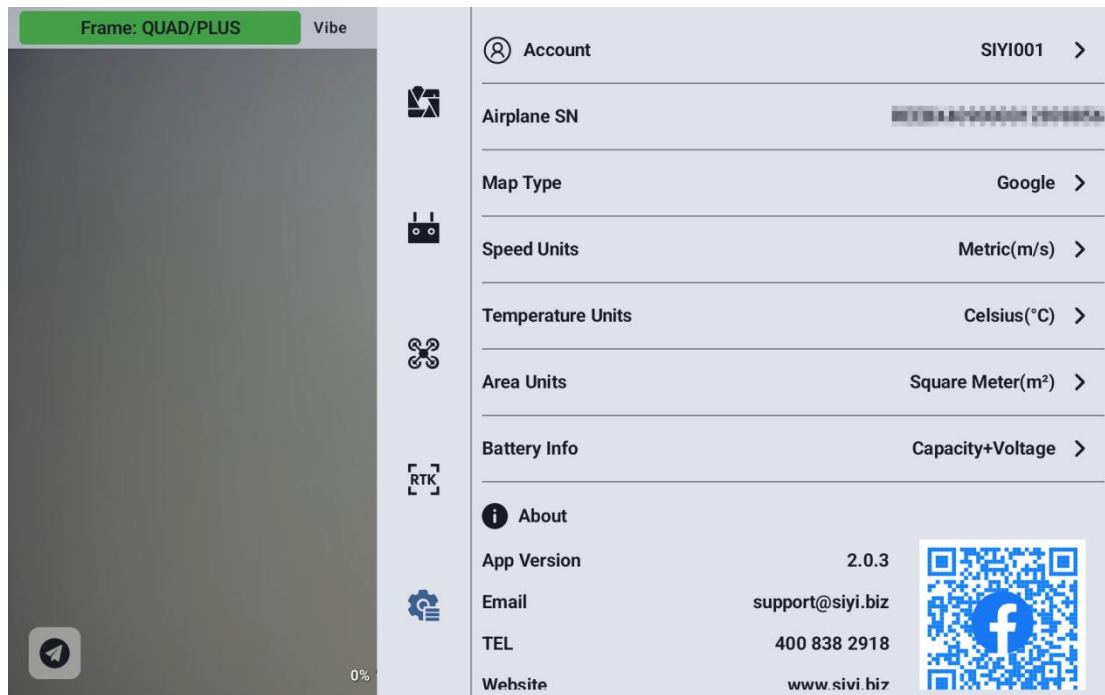 Frame: QUAD/PLUS Vibe
Account SIYI001
Airplane SN
Map Type Google
Speed Units Metric(m/s)
Temperature Units Celsius(°C)
Area Units Square Meter(m²)
RTK
Battery Info Capacity+Voltage
About
App Version 2.0.3
Email support@siyi.biz
TEL 400 838 2918
0%
Website www.siyi.biz